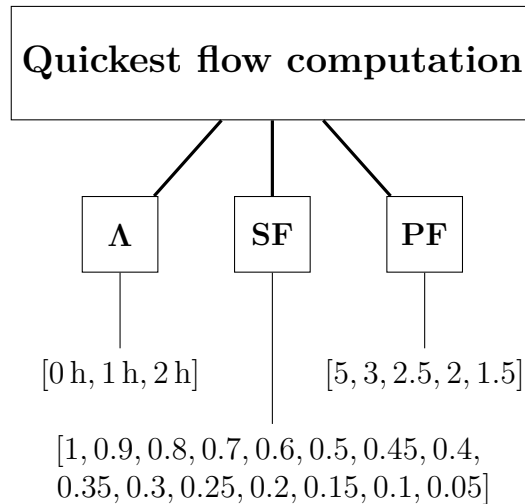 Quickest flow computation
Λ
SF
PF
[0 h, 1 h, 2 h]
[5, 3, 2.5, 2, 1.5]
[1, 0.9, 0.8, 0.7, 0.6, 0.5, 0.45, 0.4,
0.35, 0.3, 0.25, 0.2, 0.15, 0.1, 0.05]